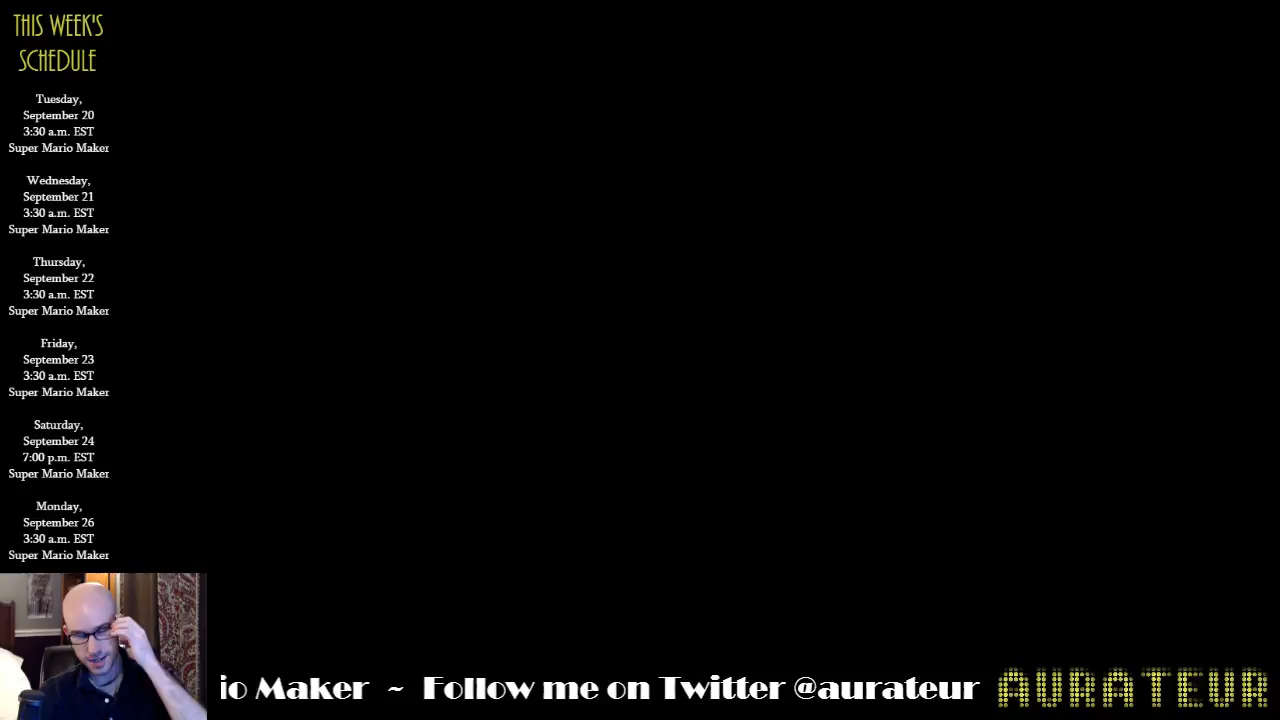 THIS WEEK'S
SCHEDULE
Tuesday,
September 20
3:30 a.m. EST
Super Mario Maker
Wednesday,
September 21
3:30 a.m. EST
Super Mario Maker
Thursday,
September 22
3:30 a.m. EST
Super Mario Maker
Friday,
September 23
3:30 a.m. EST
Super Mario Maker
Saturday,
September 24
7:00 p.m. EST
Super Mario Maker
Monday,
September 26
3:30 a.m. EST
Super Mario Maker
io Maker ~ Follow me on Twitter @aurateur
AURATEUR